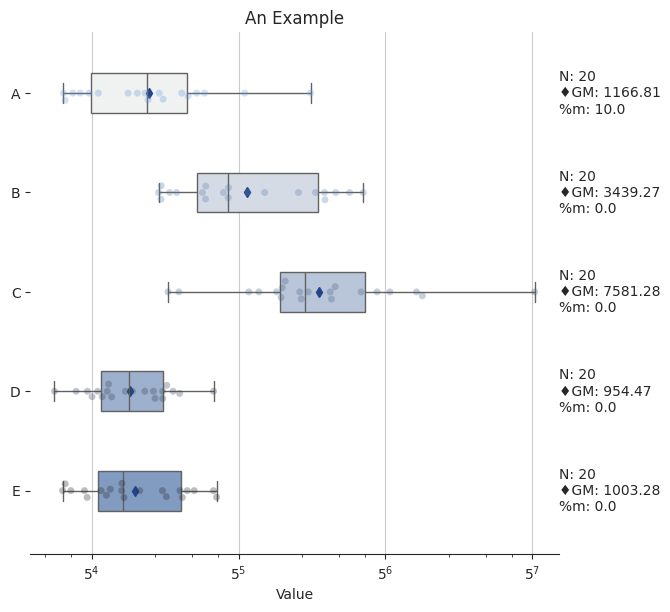 An Example
A
N: 20
♦GM: 1166.81
%m: 10.0
B
N: 20
♦GM: 3439.27
%m: 0.0
C
N: 20
♦GM: 7581.28
%m: 0.0
D
N: 20
♦GM: 954.47
%m: 0.0
E
N: 20
♦GM: 1003.28
%m: 0.0
5⁴ 5⁵ 5⁶ 5⁷
Value